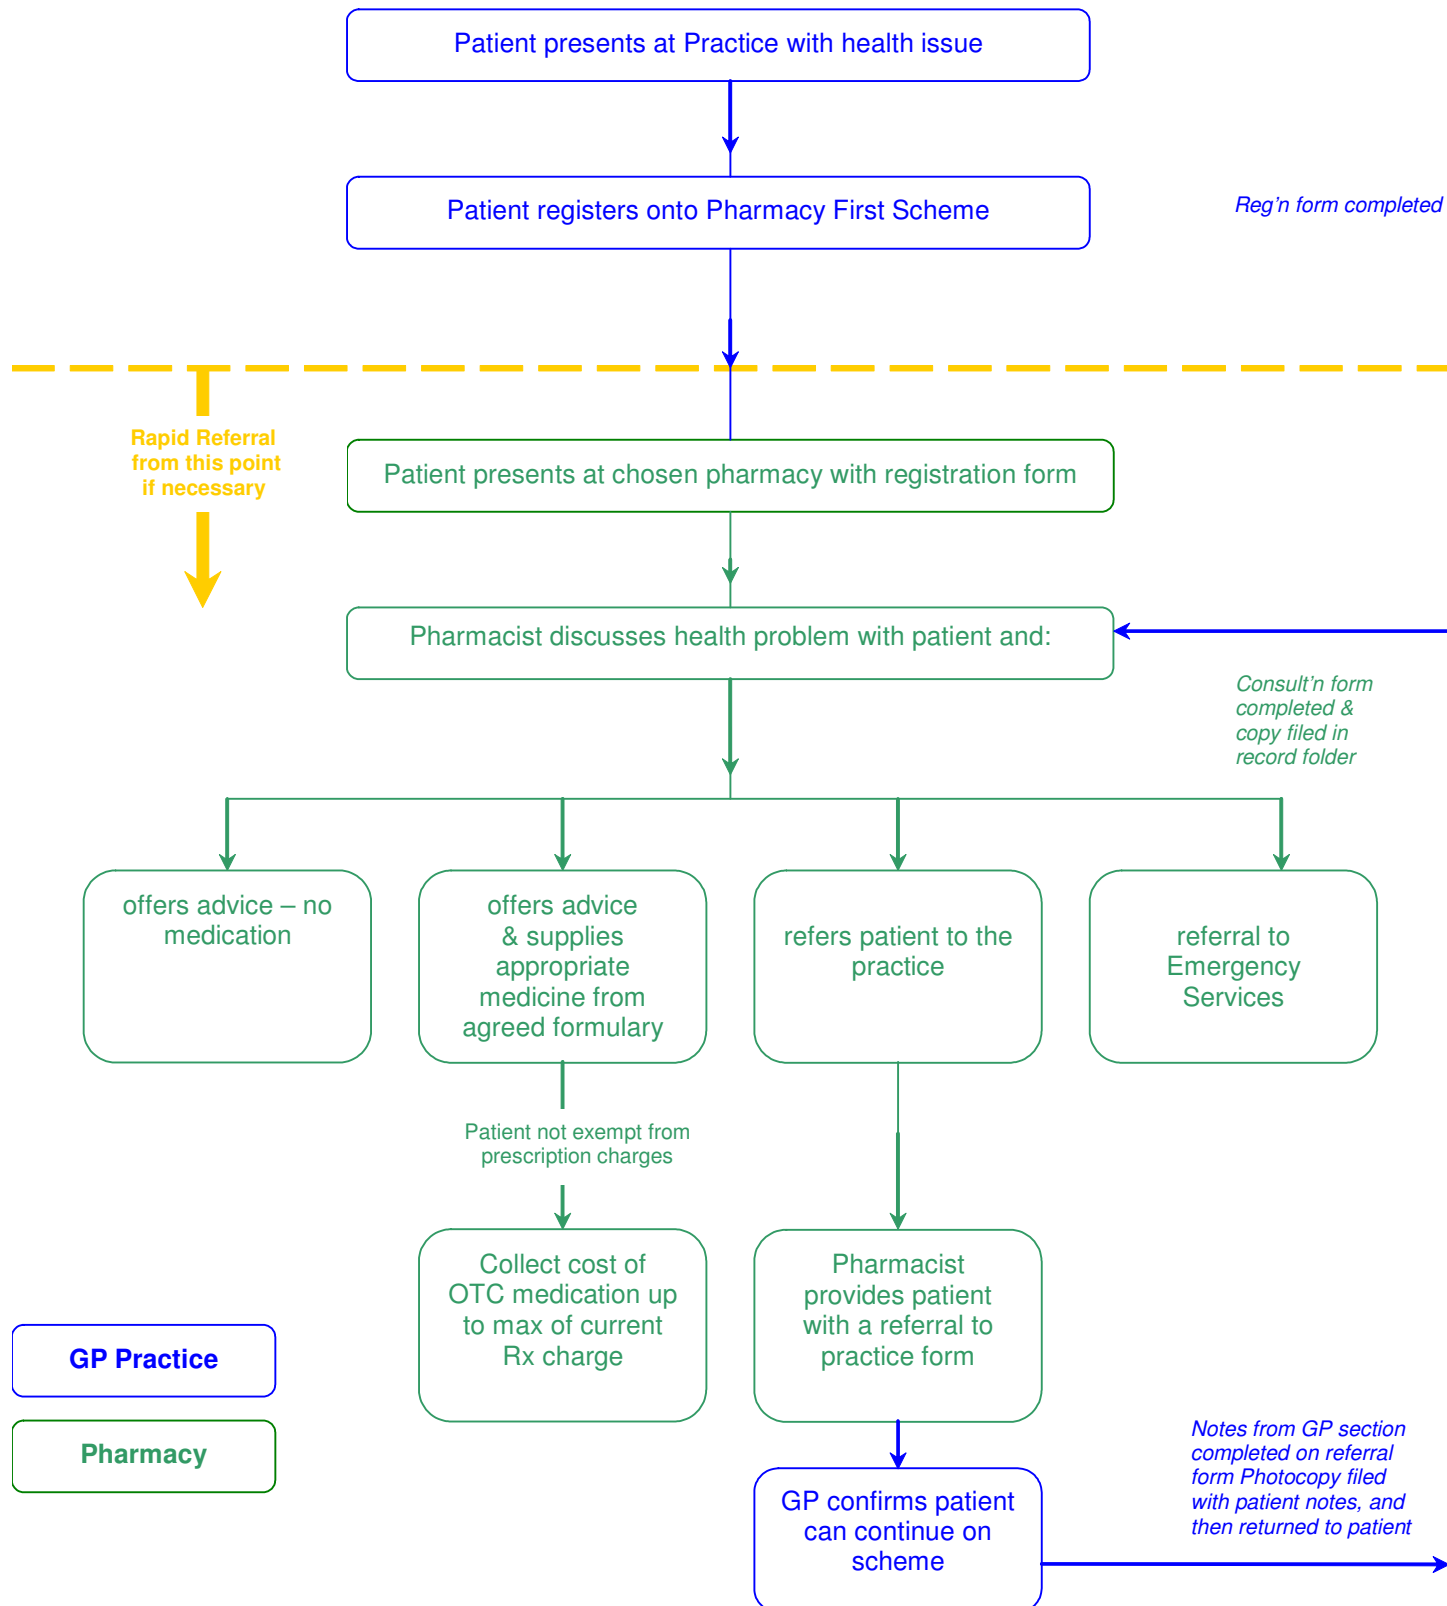 Patient presents at Practice with health issue
Patient registers onto Pharmacy First Scheme
Reg’n form completed
Rapid Referral
from this point
if necessary
Patient presents at chosen pharmacy with registration form
Pharmacist discusses health problem with patient and:
Consult’n form
completed &
copy filed in
record folder
offers advice – no
medication
offers advice
& supplies
appropriate
medicine from
agreed formulary
refers patient to the
practice
referral to
Emergency
Services
Patient not exempt from
prescription charges
Collect cost of
OTC medication up
to max of current
Rx charge
Pharmacist
provides patient
with a referral to
practice form
GP Practice
Pharmacy
Notes from GP section
completed on referral
form Photocopy filed
with patient notes, and
then returned to patient
GP confirms patient
can continue on
scheme